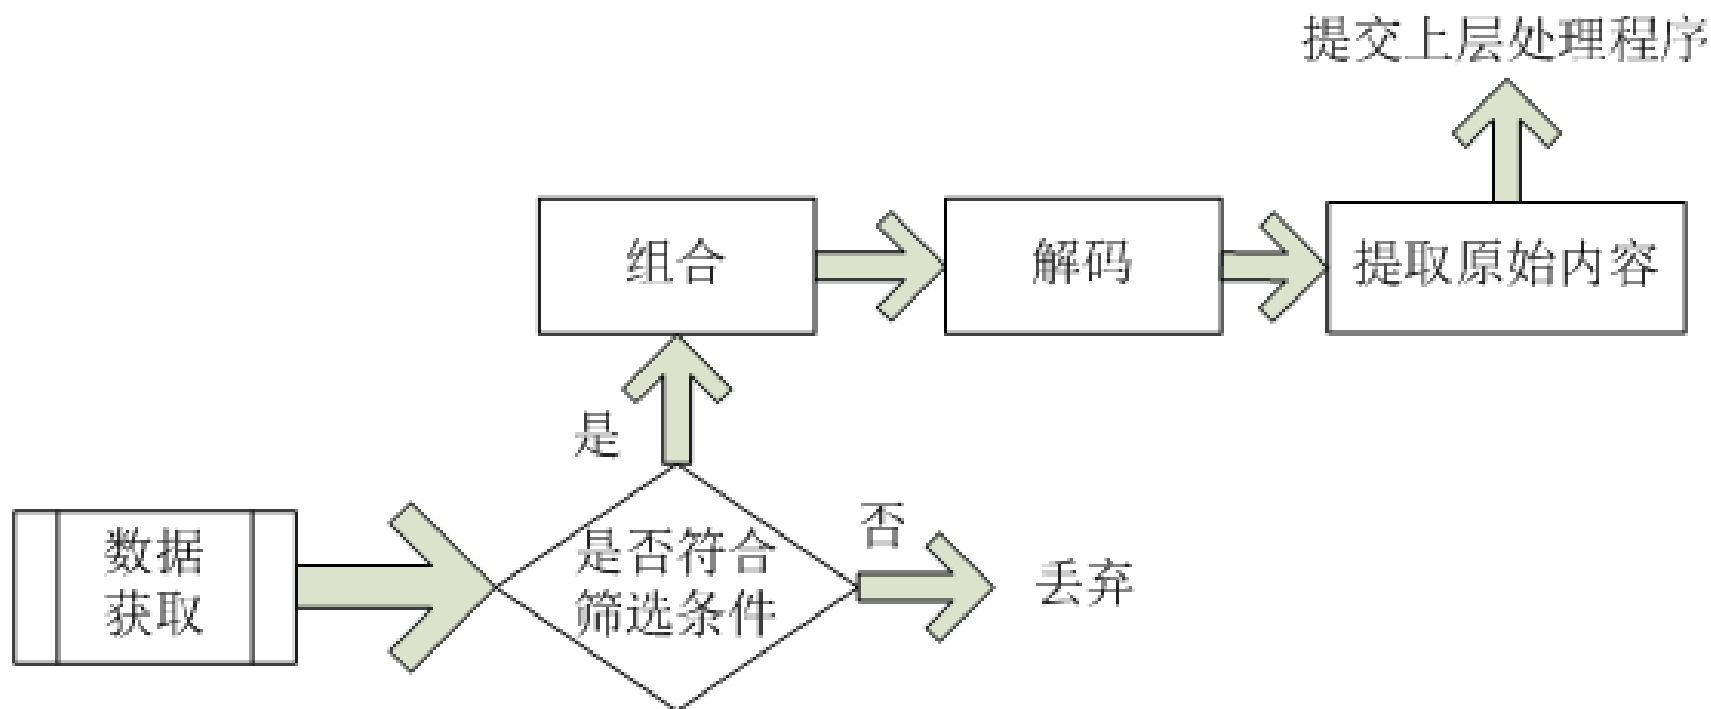 提交上层处理程序
组合
解码
提取原始内容
是
数据
获取
是否符合
筛选条件
否
丢弃